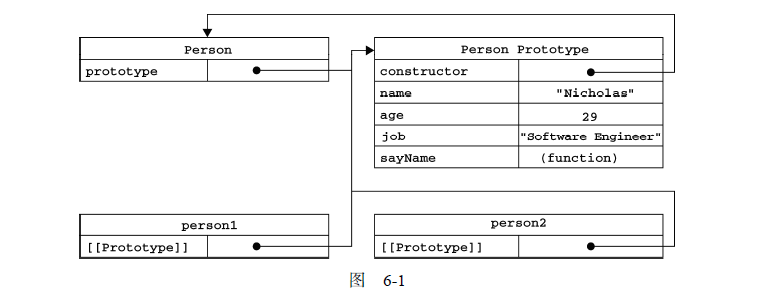 Person
prototype
Person Prototype
constructor
name "Nicholas"
age 29
job "Software Engineer"
sayName (function)
person1
[[Prototype]]
person2
[[Prototype]]
图 6-1